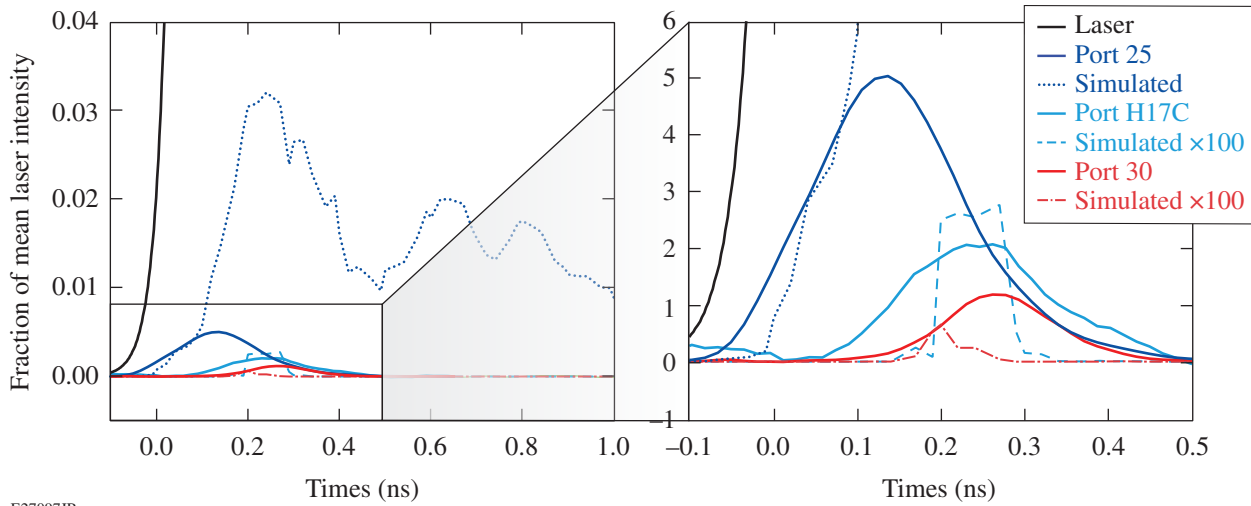 Fraction of mean laser intensity
0.04
0.03
0.02
0.01
0.00
0.0
0.2
0.4
0.6
0.8
1.0
Times (ns)
6
5
4
3
2
1
0
–1
–0.1
0.0
0.1
0.2
0.3
0.4
0.5
Times (ns)
Laser
Port 25
Simulated
Port H17C
Simulated ×100
Port 30
Simulated ×100